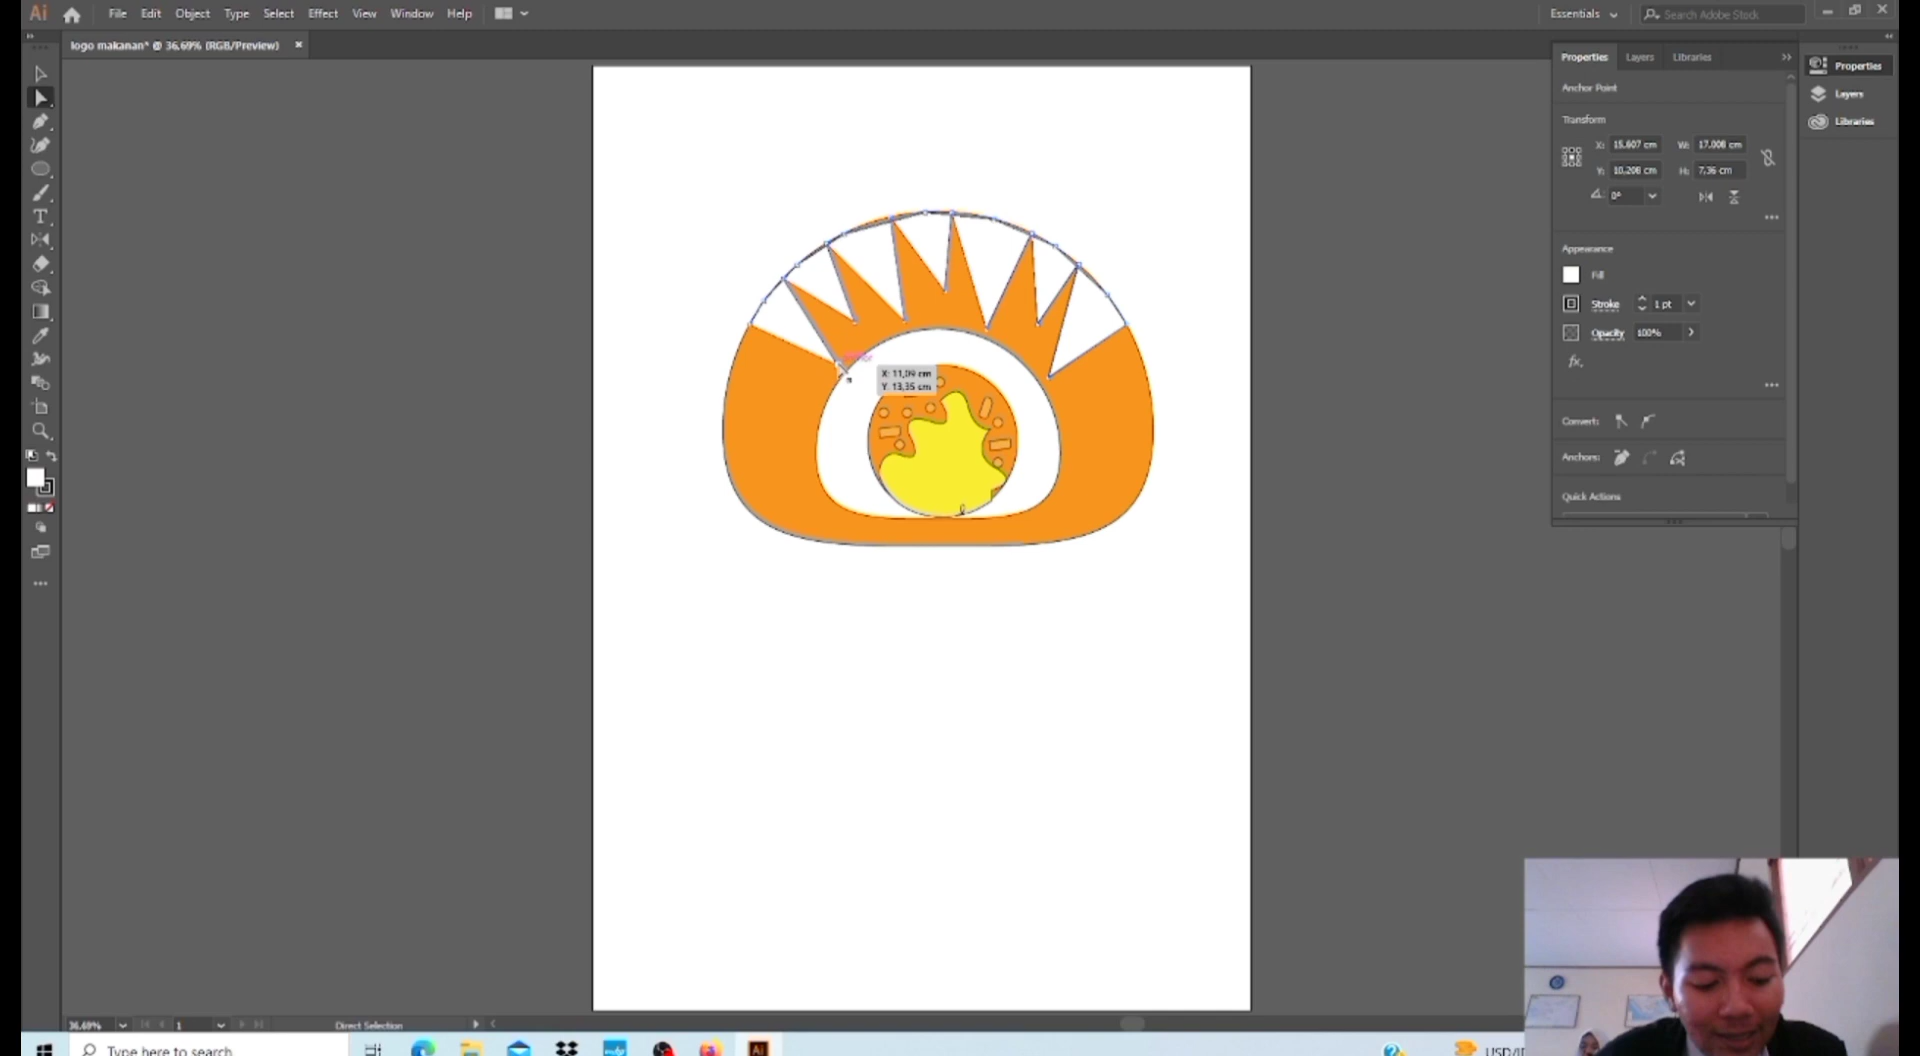 Ai File Edit Object Type Select Effect View Window Help
Essentials Search Adobe Stock
logo makanan* @ 36,69% (RGB/Preview)
Properties Layers Libraries
Properties
Layers
Libraries
Anchor Point
Transform
X: 15,607 cm W: 17,008 cm
Y: 10,208 cm H: 7,36 cm
0°
Appearance
Fill
Stroke 1 pt
Opacity 100%
fx
Convert:
Anchors:
Quick Actions
anchor
X: 11,09 cm
Y: 13,35 cm
36,69% 1 Direct Selection
Type here to search
Ai